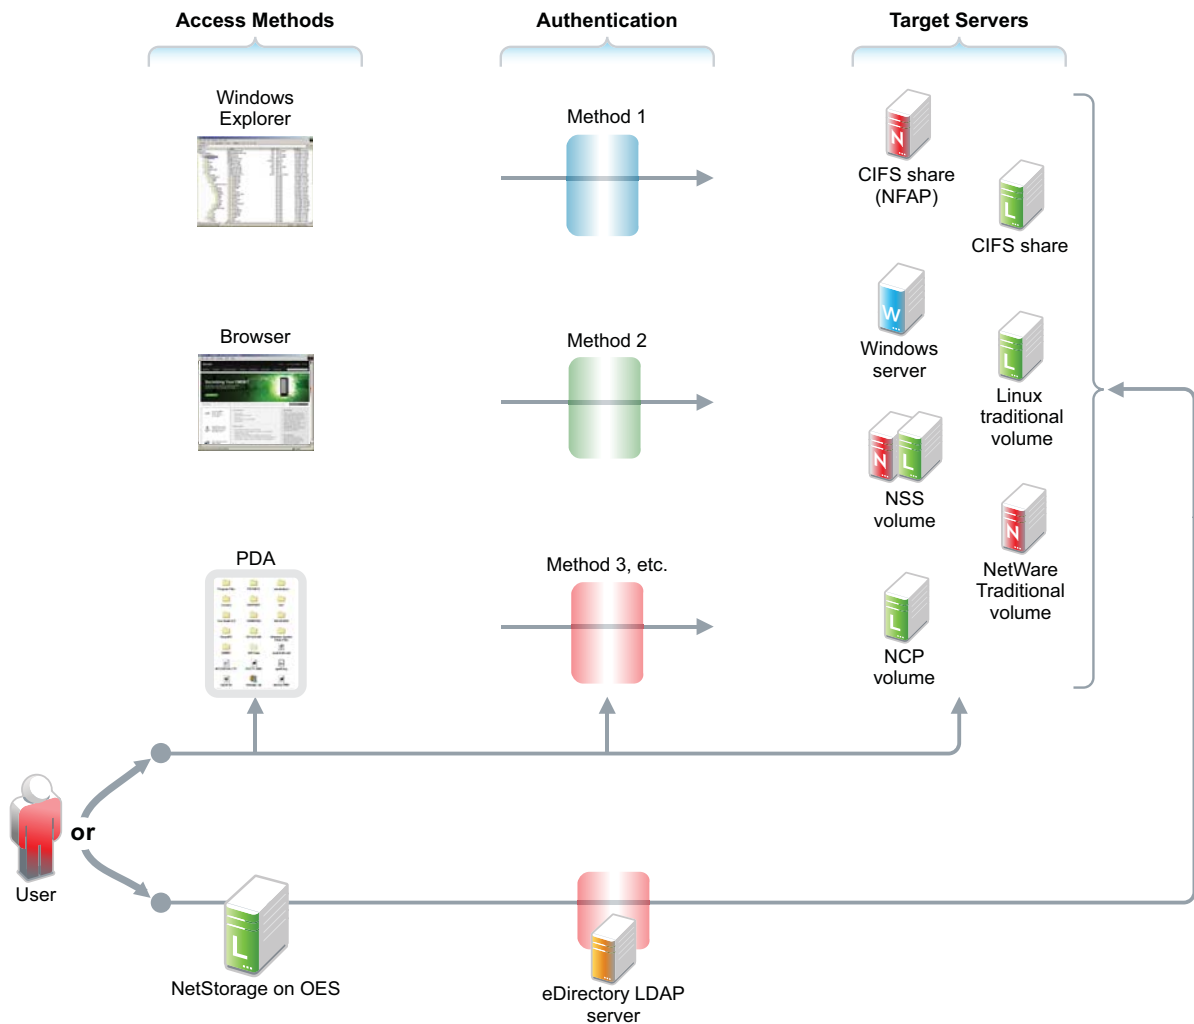 Access Methods
Authentication
Target Servers
Windows
Explorer
Method 1
N
CIFS share
(NFAP)
L
CIFS share
Browser
Method 2
W
Windows
server
L
Linux
traditional
volume
N
L
NSS
volume
PDA
Method 3, etc.
N
NetWare
Traditional
volume
L
NCP
volume
or
User
L
NetStorage on OES
eDirectory LDAP
server